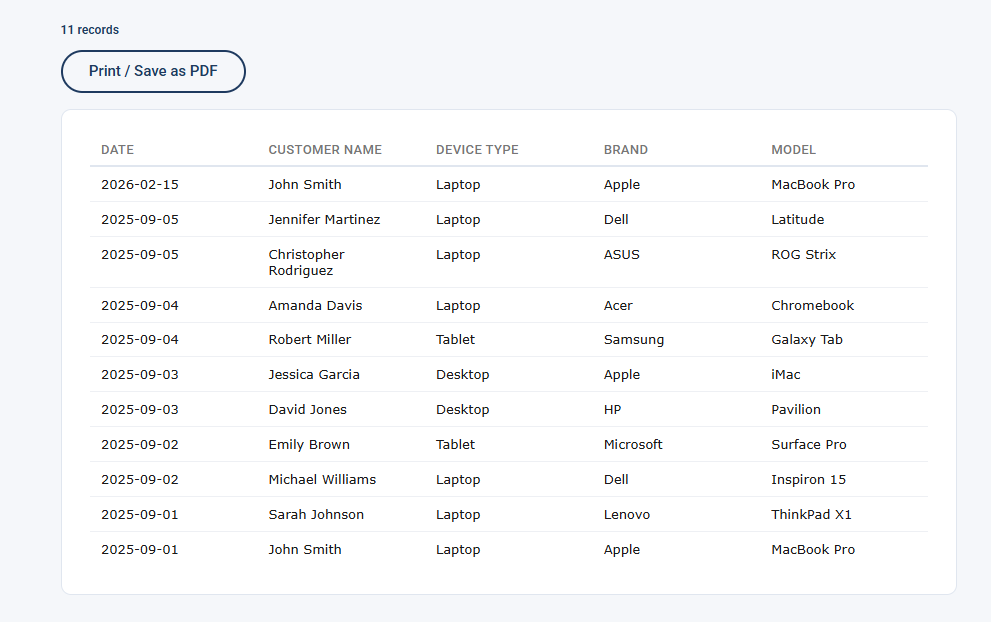 11 records
Print / Save as PDF
DATE CUSTOMER NAME DEVICE TYPE BRAND MODEL
2026-02-15 John Smith Laptop Apple MacBook Pro
2025-09-05 Jennifer Martinez Laptop Dell Latitude
2025-09-05 Christopher Laptop ASUS ROG Strix
Rodriguez
2025-09-04 Amanda Davis Laptop Acer Chromebook
2025-09-04 Robert Miller Tablet Samsung Galaxy Tab
2025-09-03 Jessica Garcia Desktop Apple iMac
2025-09-03 David Jones Desktop HP Pavilion
2025-09-02 Emily Brown Tablet Microsoft Surface Pro
2025-09-02 Michael Williams Laptop Dell Inspiron 15
2025-09-01 Sarah Johnson Laptop Lenovo ThinkPad X1
2025-09-01 John Smith Laptop Apple MacBook Pro